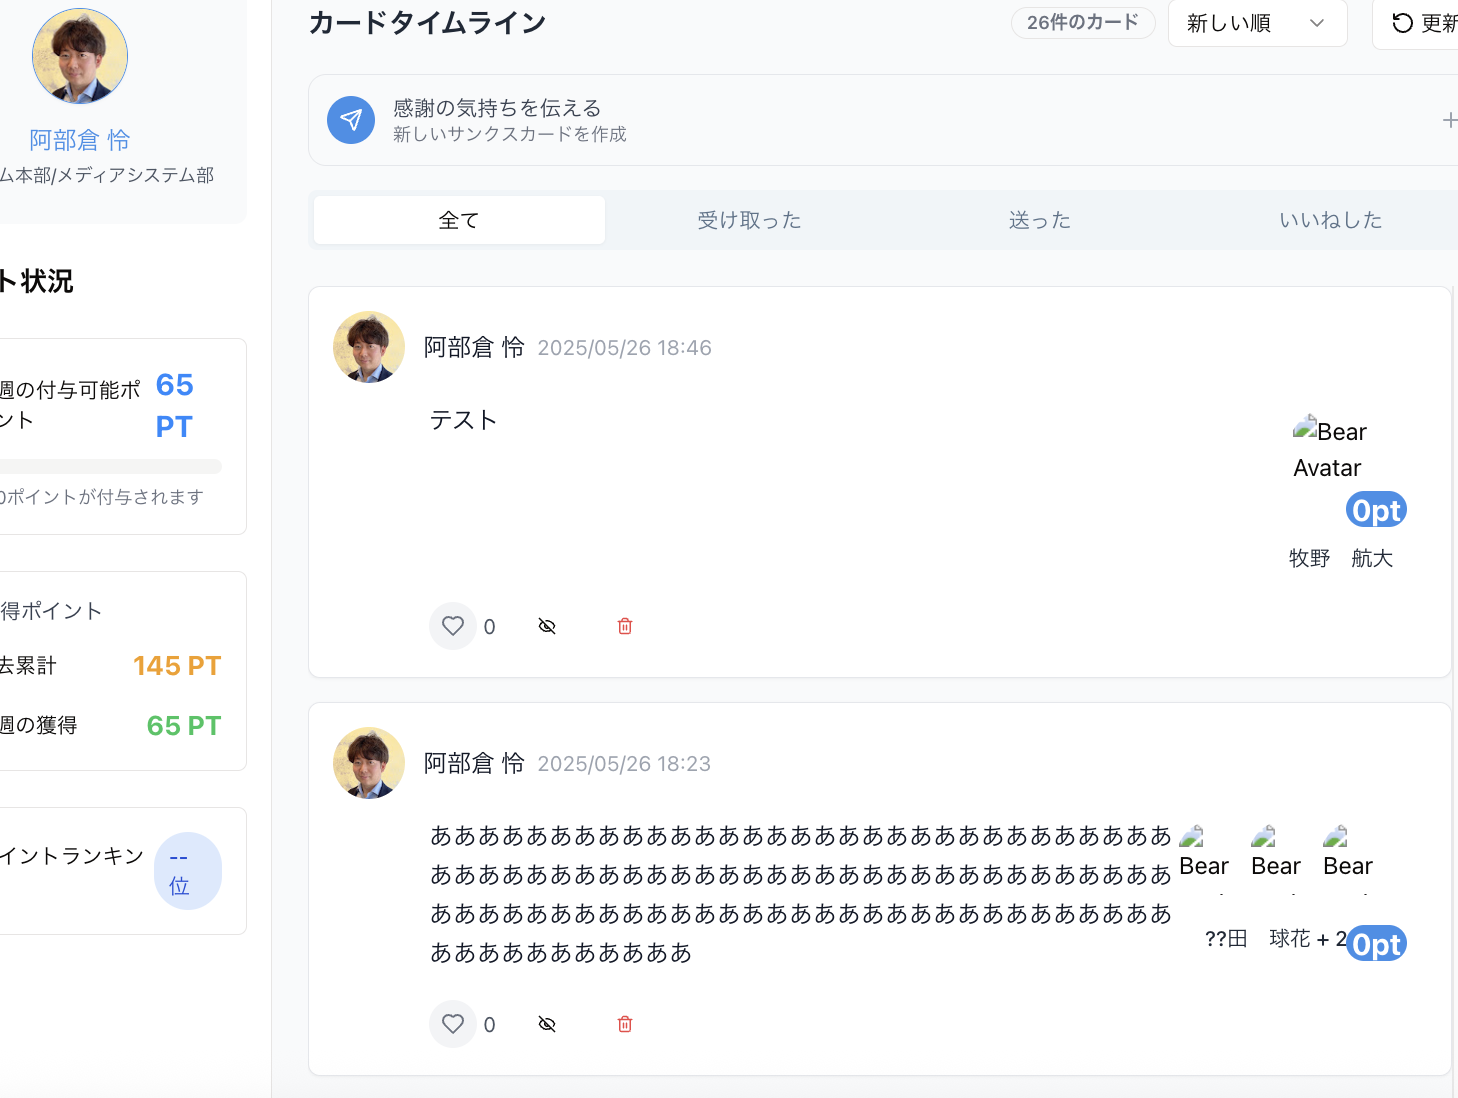 阿部倉 怜
ム本部/メディアシステム部
ト状況
週の付与可能ポ
ント
65
PT
0ポイントが付与されます
得ポイント
去累計
145 PT
週の獲得
65 PT
イントランキン
--
位
カードタイムライン
26件のカード
新しい順
更新
感謝の気持ちを伝える
新しいサンクスカードを作成
全て
受け取った
送った
いいねした
阿部倉 怜 2025/05/26 18:46
テスト
Bear
Avatar
0pt
牧野　航大
0
阿部倉 怜 2025/05/26 18:23
あああああああああああああああああああああああああああああああ
あああああああああああああああああああああああああああああああ
あああああああああああああああああああああああああああああああ
あああああああああああ
Bear
Bear
Bear
??田　球花 + 2
0pt
0